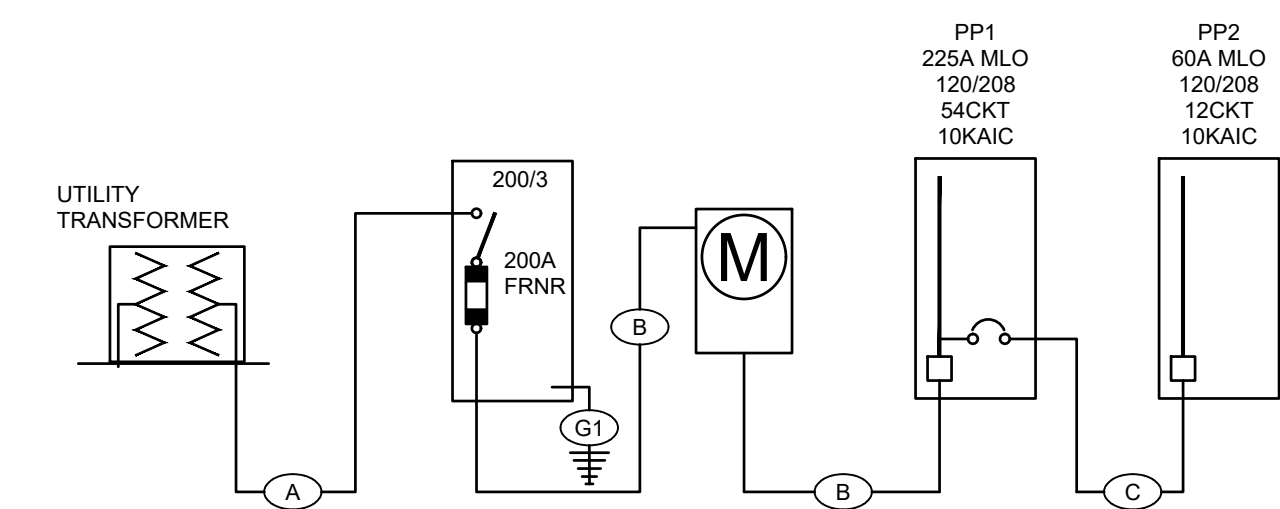 PP1
225A MLO
120/208
54CKT
10KAIC
PP2
60A MLO
120/208
12CKT
10KAIC
UTILITY
TRANSFORMER
200/3
200A
FRNR
M
B
G1
A
B
C